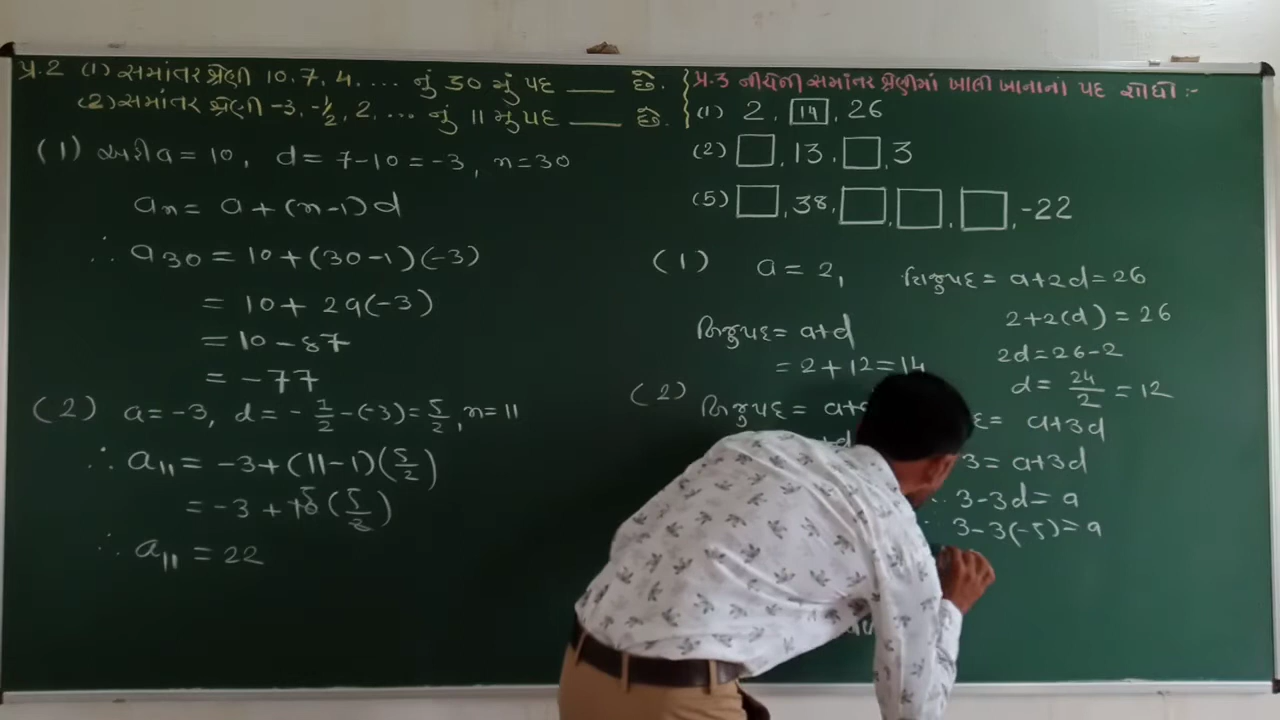 પ્ર.2 (1) સમાંતર શ્રેણી 10, 7, 4, .... નું 30 મું પદ ___ છે.
(2) સમાંતર શ્રેણી -3, -1/2, 2, ... નું 11 મુ પદ ___ છે.
(1) અહી a = 10, d = 7-10 = -3, n = 30
an = a + (n-1)d
∴ a30 = 10 + (30-1)(-3)
= 10 + 29(-3)
= 10 - 87
= -77
(2) a = -3, d = -1/2 - (-3) = 5/2, n = 11
∴ a11 = -3 + (11-1)(5/2)
= -3 + 10 5 (5/2)
∴ a11 = 22
પ્ર.3 નીચેની સમાંતર શ્રેણીમાં ખાલી ખાનાનાં પદ શોધો :-
(1) 2, 14, 26
(2) □, 13, □, 3
(5) □, 38, □, □, □, -22
(1) a = 2,
બિજુપદ = a+d
= 2 + 12 = 14
ત્રિજુપદ = a+2d = 26
2+2(d) = 26
2d = 26-2
d = 24/2 = 12
(2) બિજુપદ =
= a+3d
3 = a+3d
3-3d = a
3-3(-5) = a